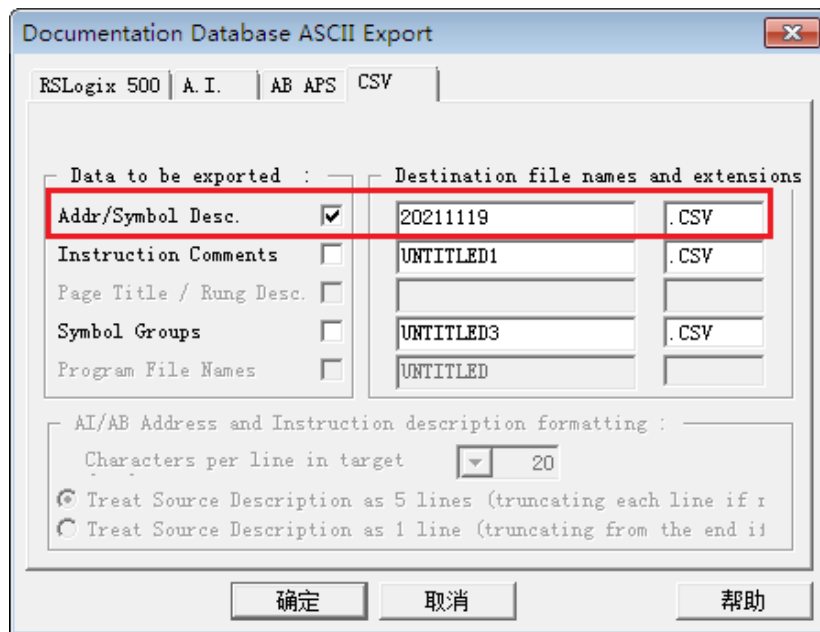 Documentation Database ASCII Export
RSLogix 500 A.I. AB APS CSV
Data to be exported : Destination file names and extensions
Addr/Symbol Desc. 20211119 .CSV
Instruction Comments UNTITLED1 .CSV
Page Title / Rung Desc.
Symbol Groups UNTITLED3 .CSV
Program File Names UNTITLED
AI/AB Address and Instruction description formatting :
Characters per line in target 20
Treat Source Description as 5 lines (truncating each line if
Treat Source Description as 1 line (truncating from the end if
确定 取消 帮助